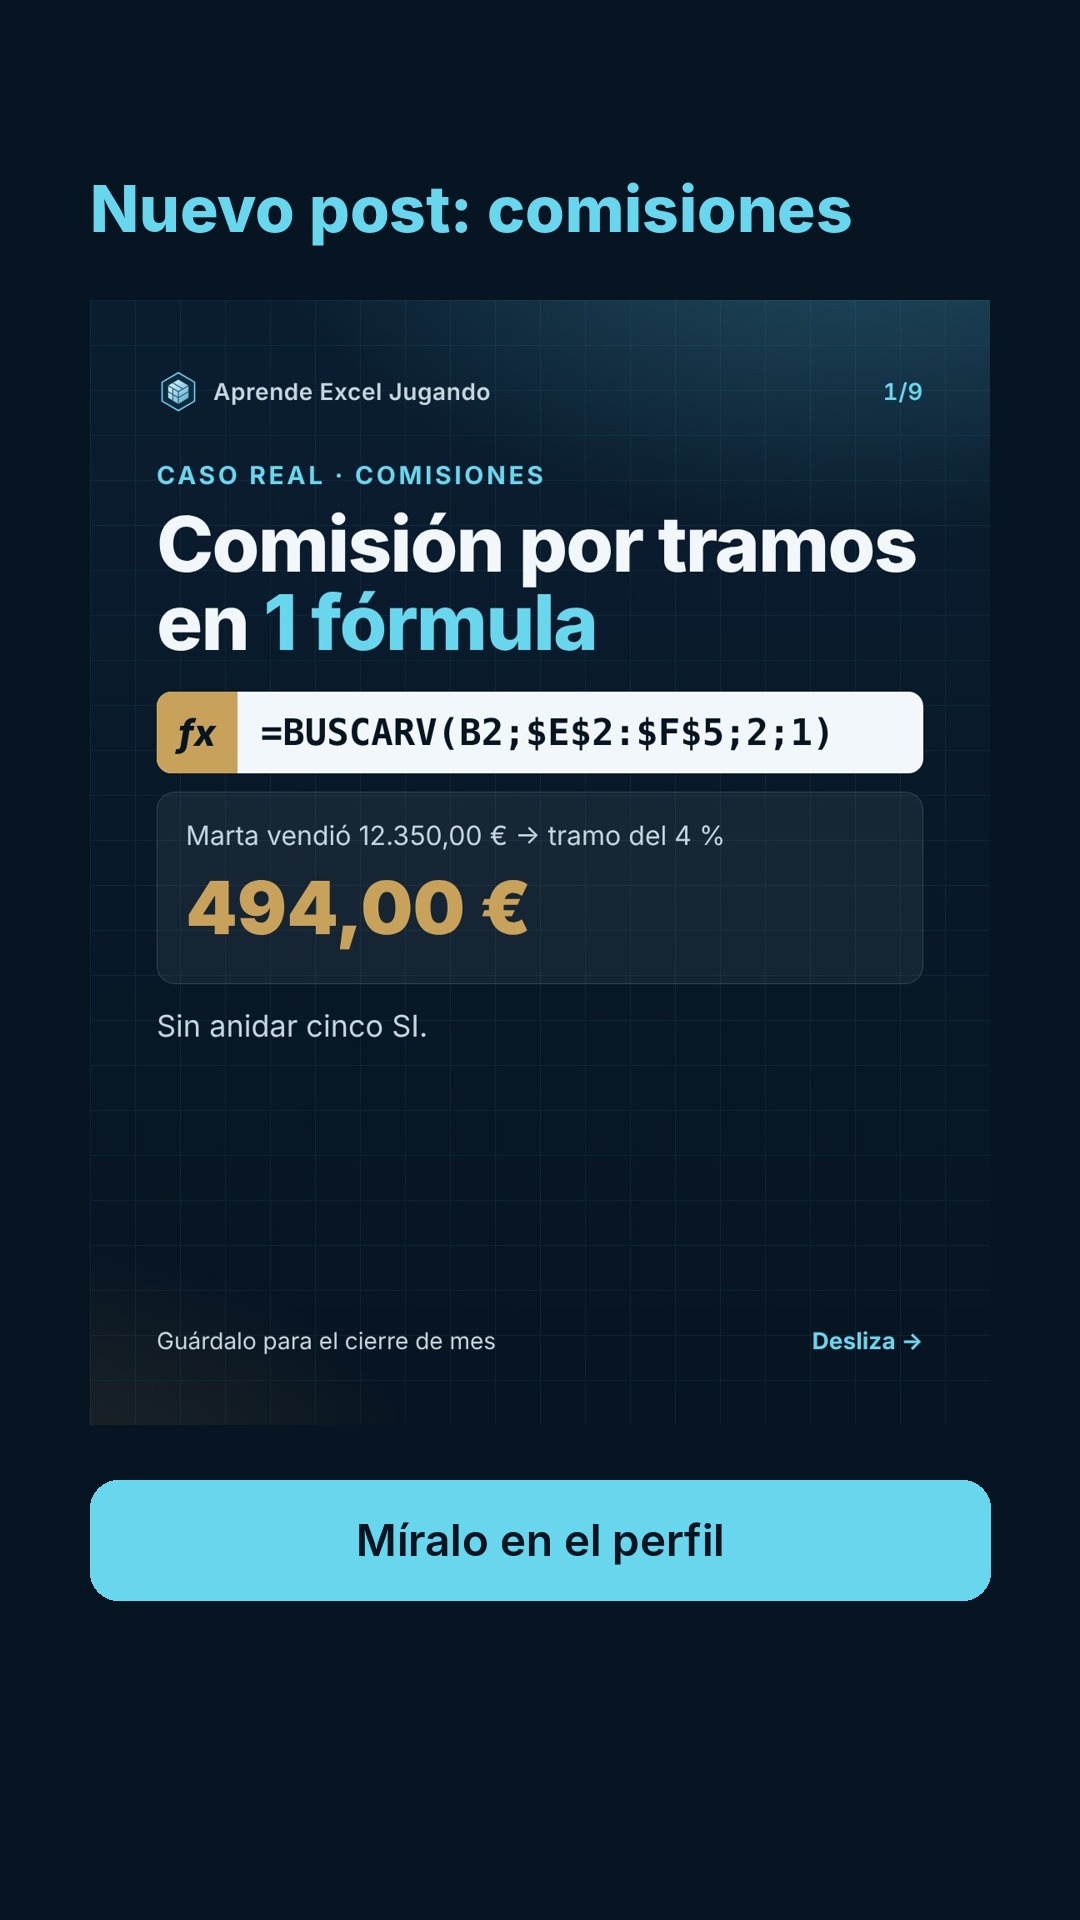 Nuevo post: comisiones
Aprende Excel Jugando
1/9
CASO REAL · COMISIONES
Comisión por tramos
en 1 fórmula
fx =BUSCARV(B2;$E$2:$F$5;2;1)
Marta vendió 12.350,00 € → tramo del 4 %
494,00 €
Sin anidar cinco SI.
Guárdalo para el cierre de mes
Desliza →
Míralo en el perfil